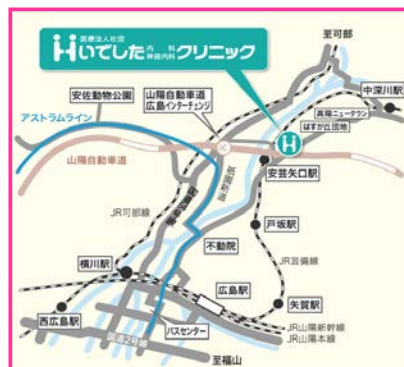 医療法人社団
いでした内科神経内科クリニック
至可部
中深川駅
安佐動物公園
山陽自動車道
広島インターチェンジ
高陽ニュータウン
はすが丘団地
アストラムライン
IC
H
山陽自動車道
安芸矢口駅
JR可部線
戸坂駅
不動院
JR芸備線
横川駅
広島駅
矢賀駅
西広島駅
バスセンター
国道2号線
JR山陽新幹線
JR山陽本線
至福山